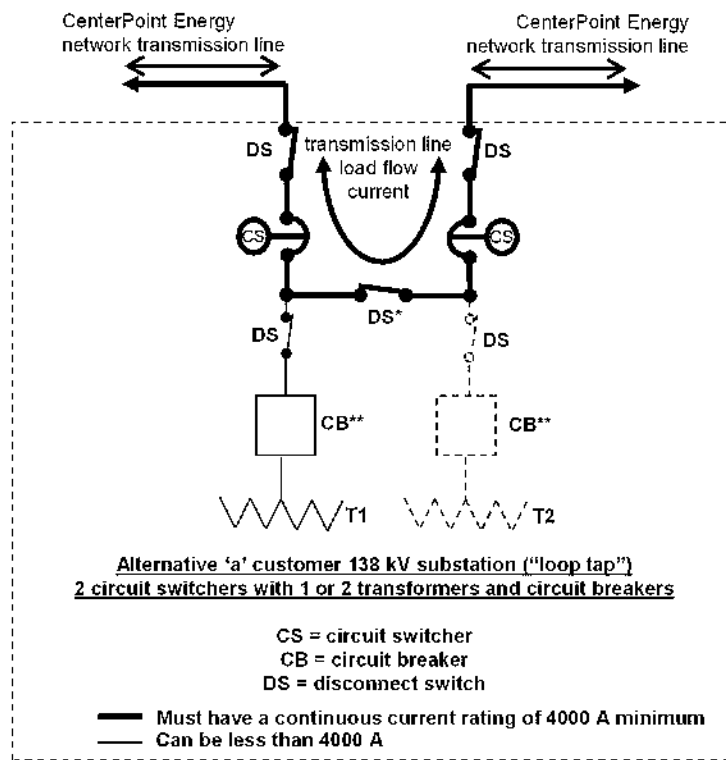 CenterPoint Energy
network transmission line
CenterPoint Energy
network transmission line
DS
transmission line
load flow
current
DS
CS
CS
DS
DS*
DS
CB**
CB**
T1
T2
Alternative ‘a’ customer 138 kV substation (“loop tap”)
2 circuit switchers with 1 or 2 transformers and circuit breakers
CS = circuit switcher
CB = circuit breaker
DS = disconnect switch
Must have a continuous current rating of 4000 A minimum
Can be less than 4000 A